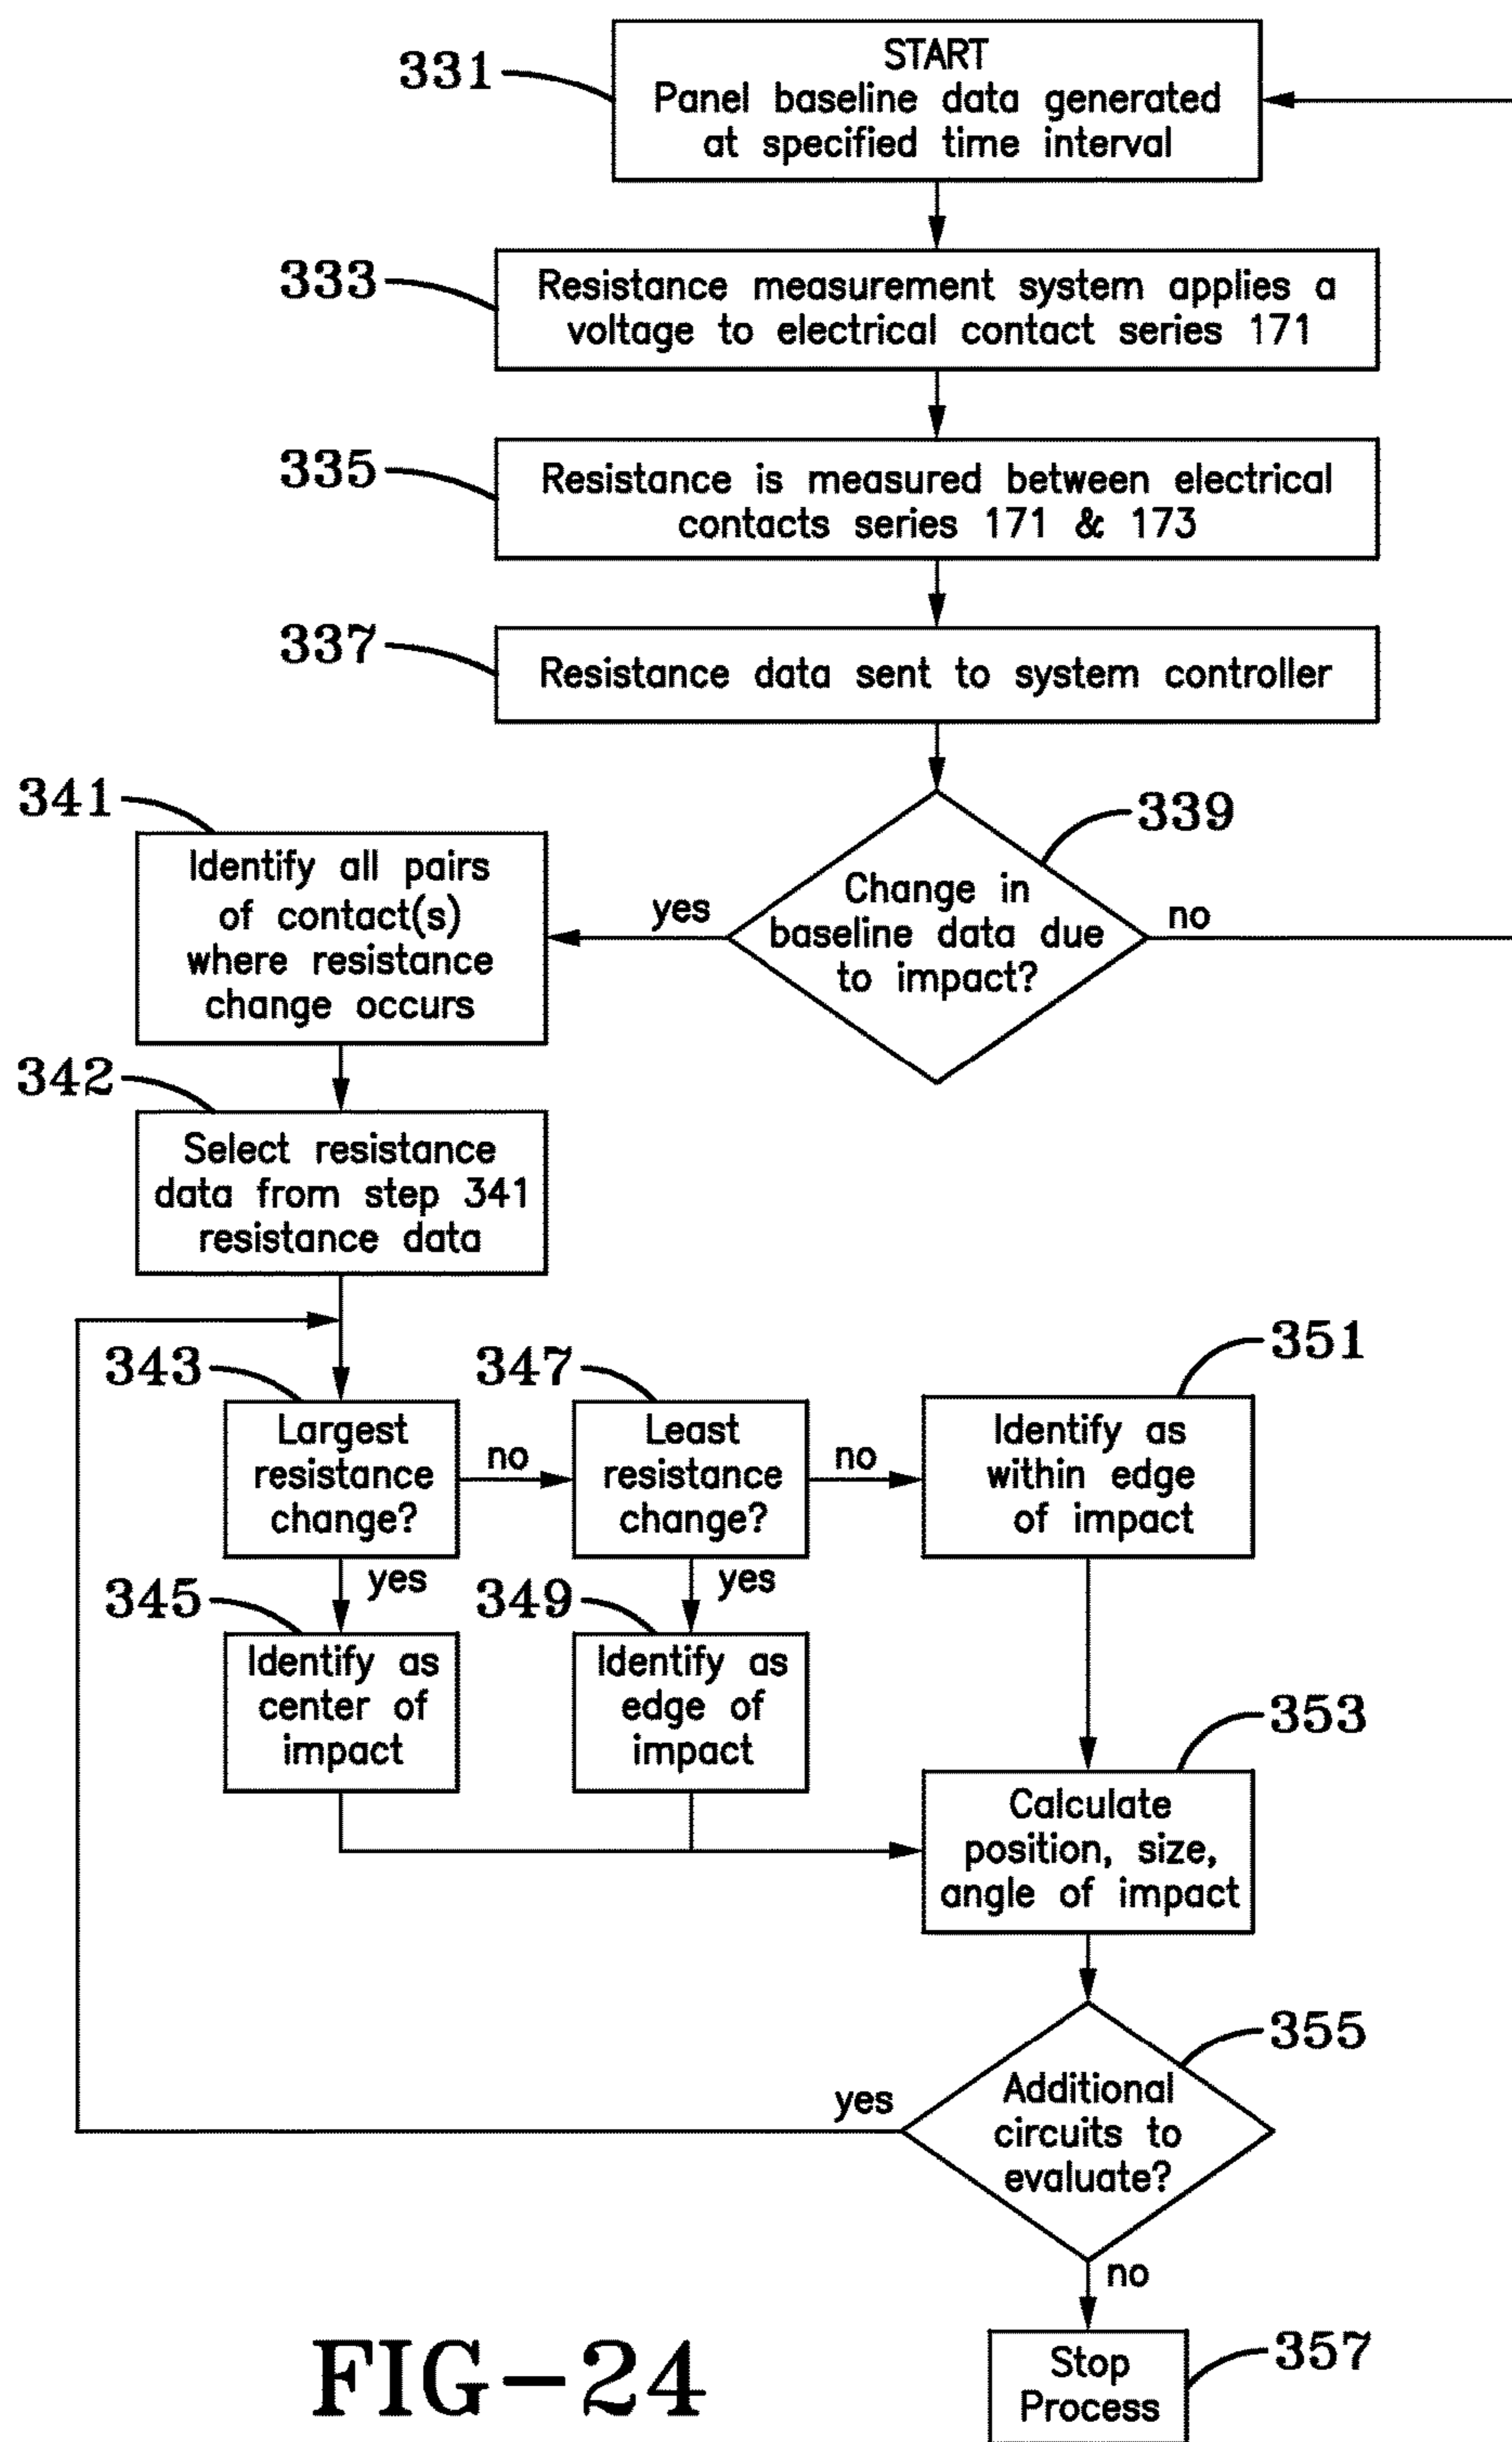 331
START
Panel baseline data generated
at specified time interval
333
Resistance measurement system applies a
voltage to electrical contact series 171
335
Resistance is measured between electrical
contacts series 171 & 173
337
Resistance data sent to system controller
341
Identify all pairs
of contact(s)
where resistance
change occurs
yes
339
Change in
baseline data due
to impact?
no
342
Select resistance
data from step 341
resistance data
343
Largest
resistance
change?
no
347
Least
resistance
change?
no
351
Identify as
within edge
of impact
yes
345
Identify as
center of
impact
yes
349
Identify as
edge of
impact
353
Calculate
position, size,
angle of impact
355
Additional
circuits to
evaluate?
yes
no
357
Stop
Process
FIG-24